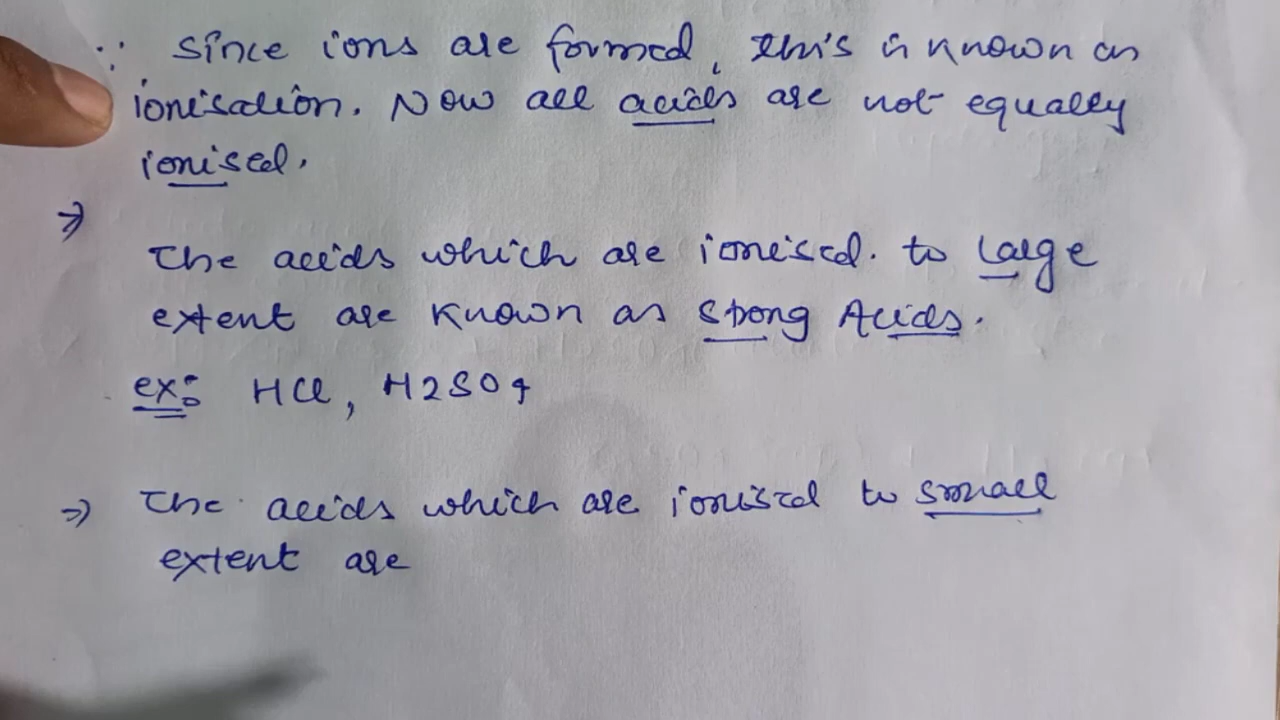 ∵ Since ions are formed, this is known as
ionisation. Now all acids are not equally
ionised.
⇒
The acids which are ionised. to large
extent are known as Strong Acids.
ex: HCl, H2SO4
⇒ The acids which are ionised to small
extent are